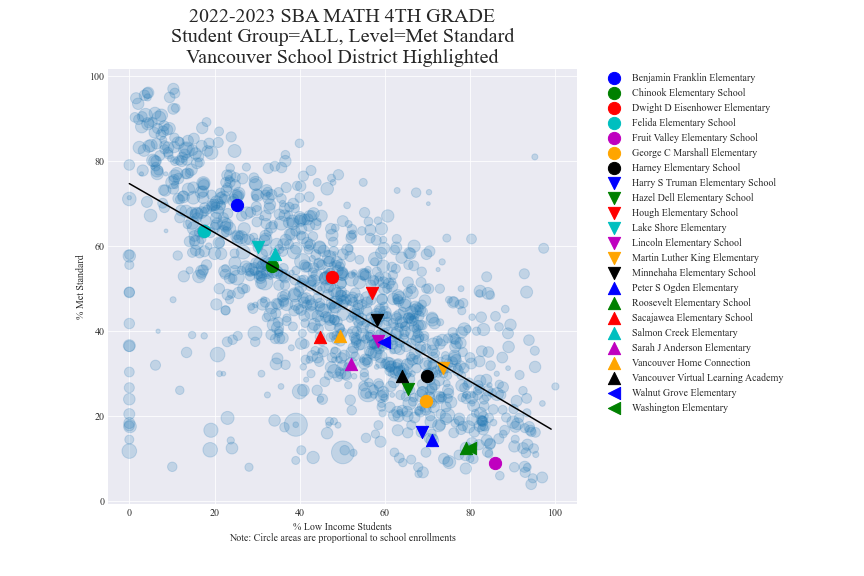 2022-2023 SBA MATH 4TH GRADE
Student Group=ALL, Level=Met Standard
Vancouver School District Highlighted
100
80
60
40
20
0
% Met Standard
0 20 40 60 80 100
% Low Income Students
Note: Circle areas are proportional to school enrollments
Benjamin Franklin Elementary
Chinook Elementary School
Dwight D Eisenhower Elementary
Felida Elementary School
Fruit Valley Elementary School
George C Marshall Elementary
Harney Elementary School
Harry S Truman Elementary School
Hazel Dell Elementary School
Hough Elementary School
Lake Shore Elementary
Lincoln Elementary School
Martin Luther King Elementary
Minnehaha Elementary School
Peter S Ogden Elementary
Roosevelt Elementary School
Sacajawea Elementary School
Salmon Creek Elementary
Sarah J Anderson Elementary
Vancouver Home Connection
Vancouver Virtual Learning Academy
Walnut Grove Elementary
Washington Elementary